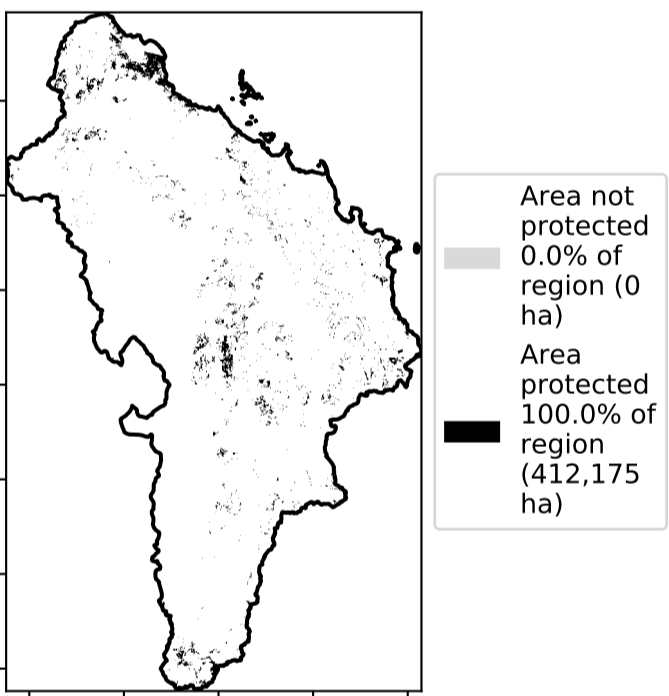 Area not
protected
0.0% of
region (0
ha)
Area
protected
100.0% of
region
(412,175
ha)